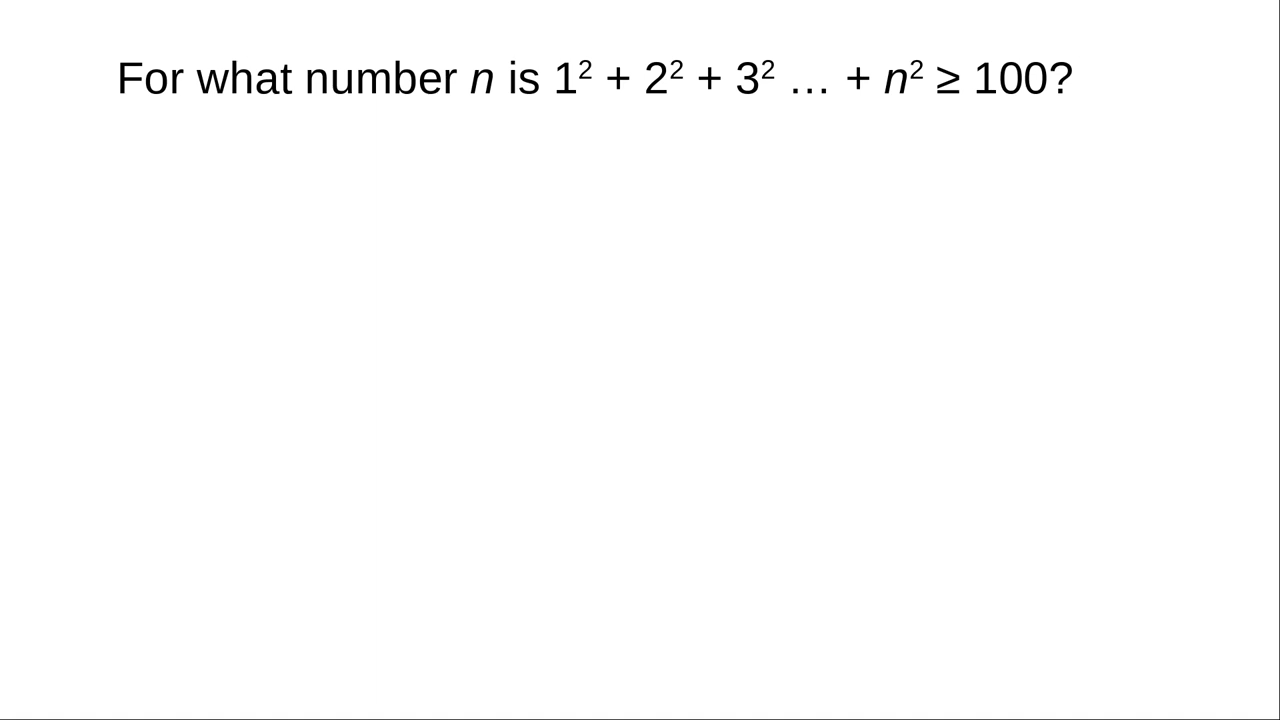 For what number n is 1² + 2² + 3² … + n² ≥ 100?